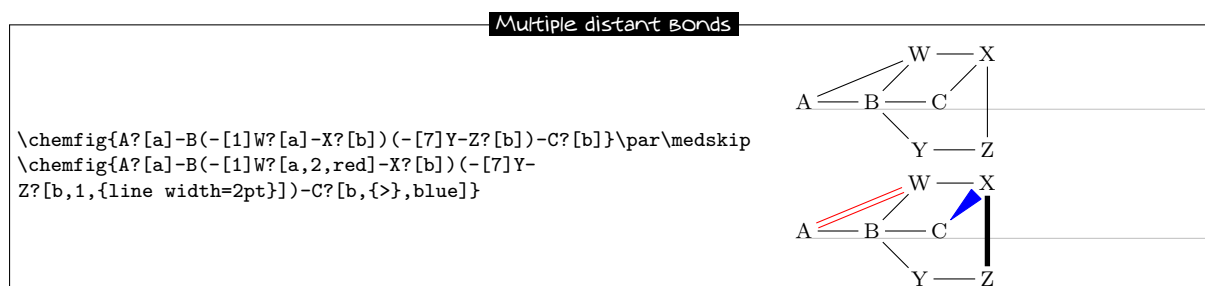 Multiple distant Bonds
\chemfig{A?[a]-B(-[1]W?[a]-X?[b])(-[7]Y-Z?[b])-C?[b]}\par\medskip
\chemfig{A?[a]-B(-[1]W?[a,2,red]-X?[b])(-[7]Y-
Z?[b,1,{line width=2pt}])-C?[b,{>},blue]}
W X
A B C
Y Z
W X
A B C
Y Z